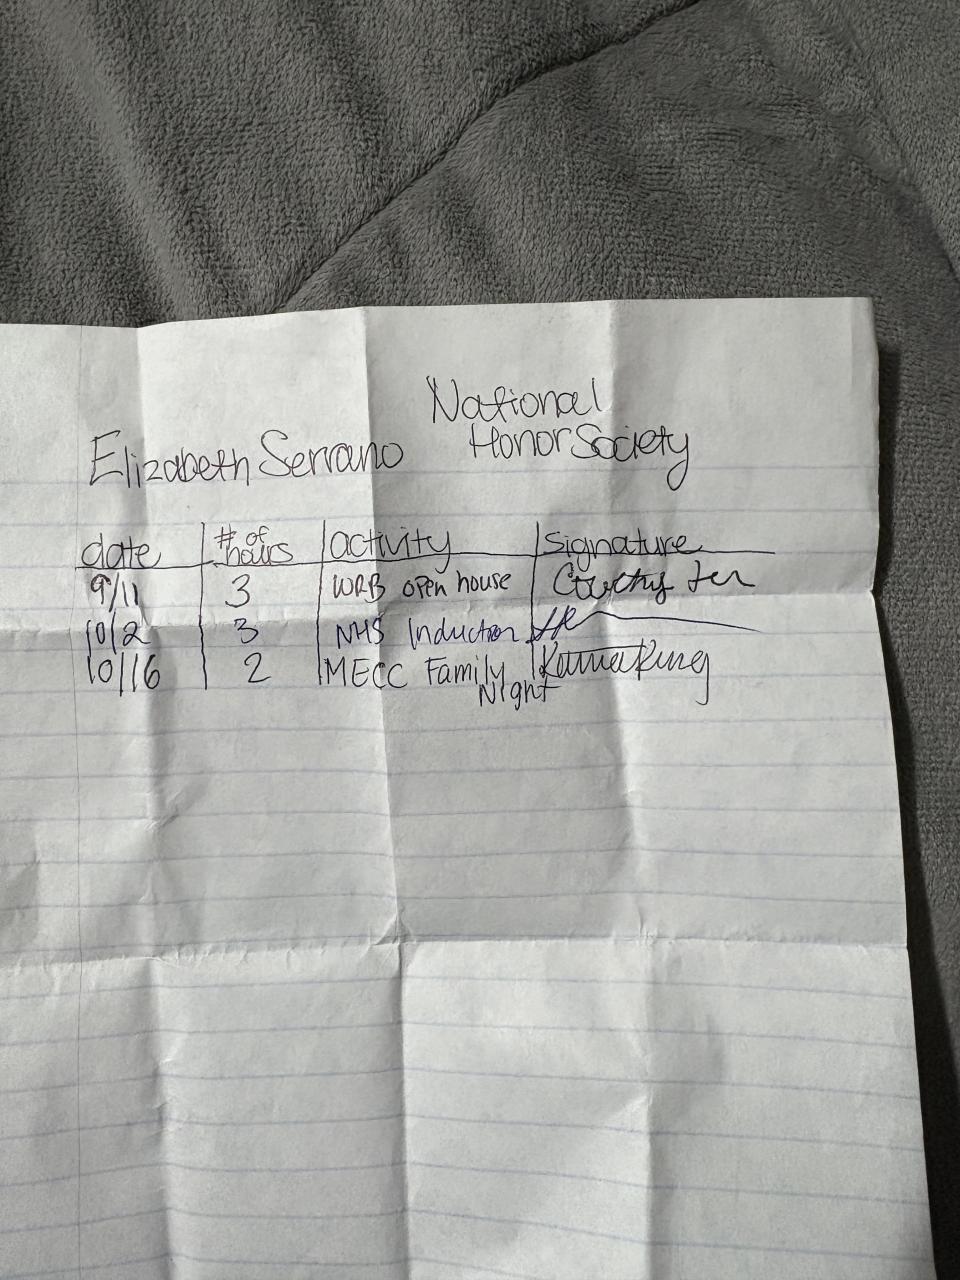 National
Elizabeth Serrano Honor Society
date # of hours activity signature
9/11 3 WRB open house
10/2 3 NHS Induction
10/16 2 MECC Family
Night